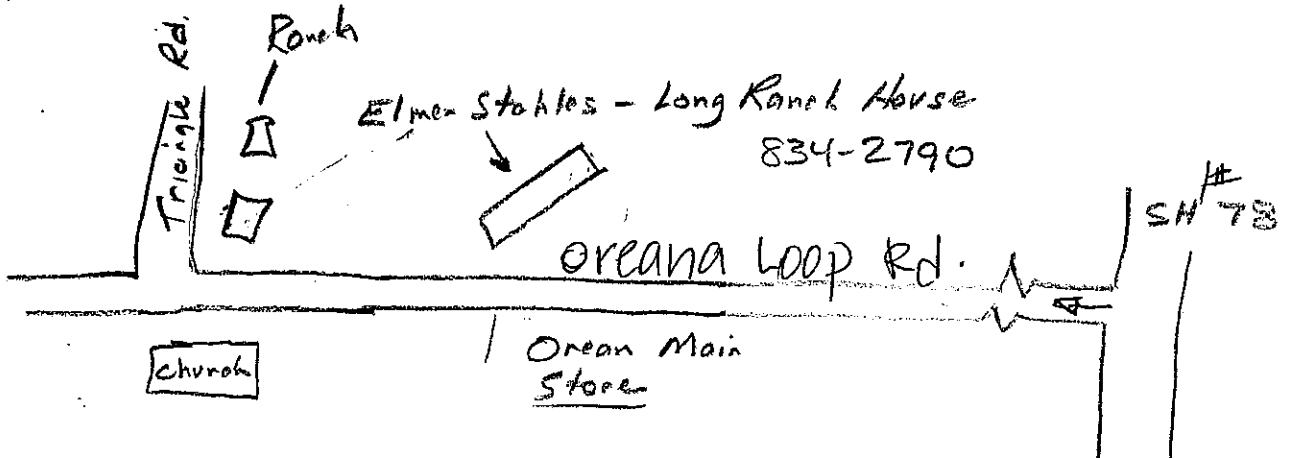 Triangle Rd.
Ranch
Elmer Stahles - Long Ranch House
834-2790
SH #78
Oreana Loop Rd.
Orean Main
Store
Church